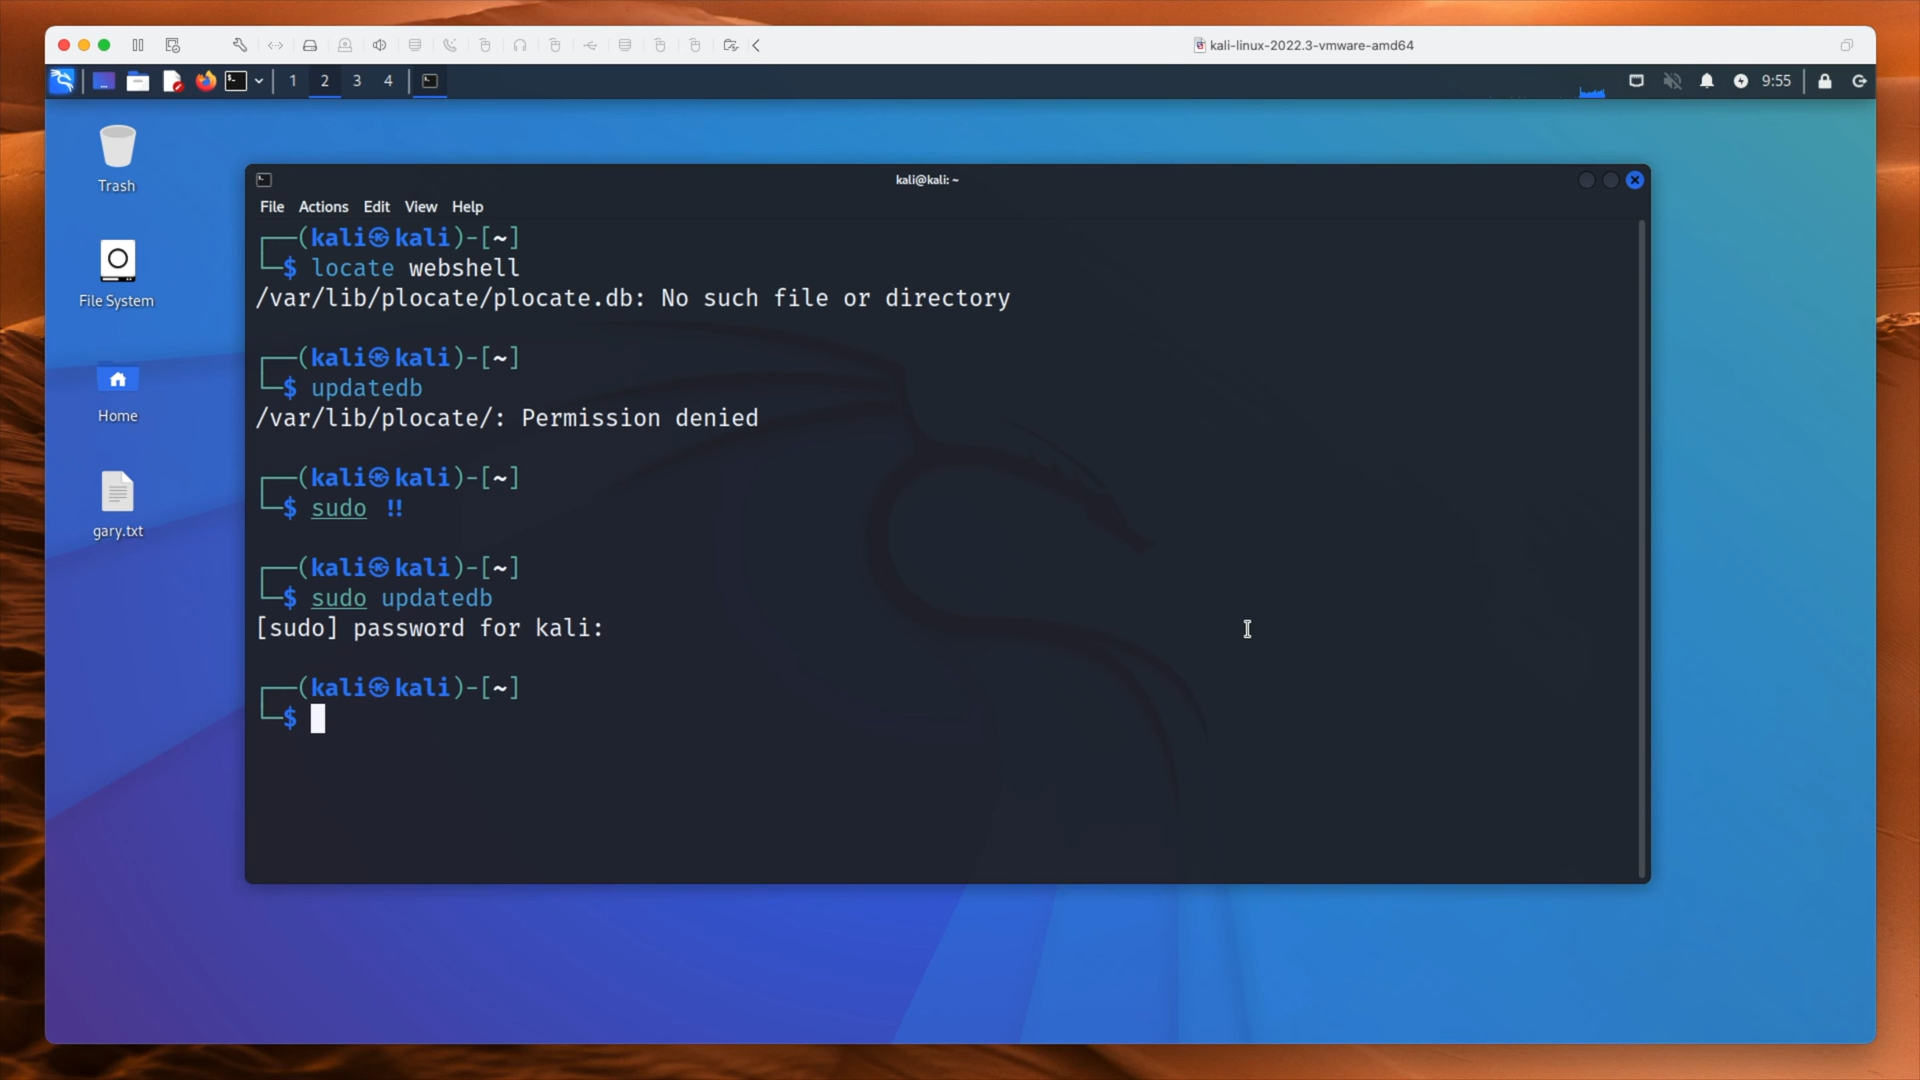 kali-linux-2022.3-vmware-amd64
1 2 3 4
9:55
Trash
File System
Home
gary.txt
kali@kali: ~
File Actions Edit View Help
┌──(kali㉿kali)-[~]
└─$ locate webshell
/var/lib/plocate/plocate.db: No such file or directory
┌──(kali㉿kali)-[~]
└─$ updatedb
/var/lib/plocate/: Permission denied
┌──(kali㉿kali)-[~]
└─$ sudo !!
┌──(kali㉿kali)-[~]
└─$ sudo updatedb
[sudo] password for kali:
┌──(kali㉿kali)-[~]
└─$